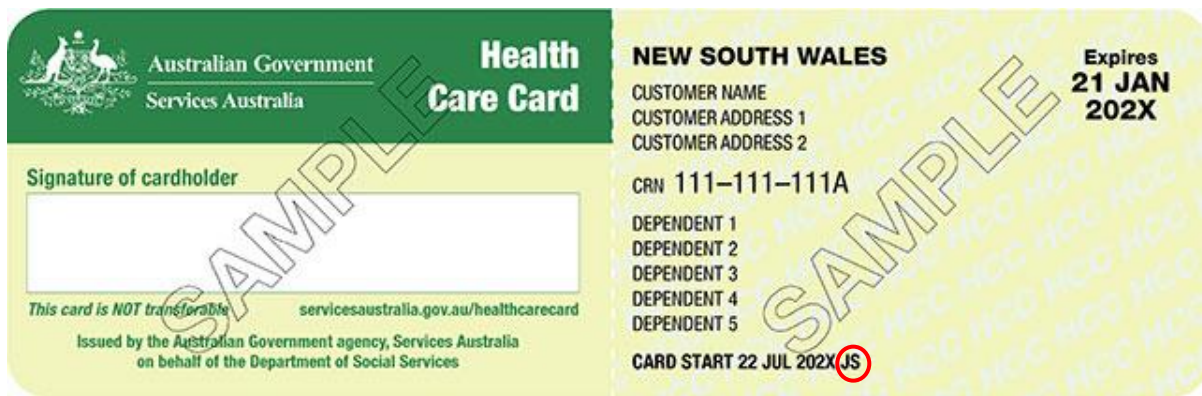 Australian Government
Services Australia
Health
Care Card
Signature of cardholder
This card is NOT transferable
servicesaustralia.gov.au/healthcarecard
Issued by the Australian Government agency, Services Australia
on behalf of the Department of Social Services
SAMPLE
NEW SOUTH WALES
Expires
21 JAN
202X
CUSTOMER NAME
CUSTOMER ADDRESS 1
CUSTOMER ADDRESS 2
CRN 111–111–111A
DEPENDENT 1
DEPENDENT 2
DEPENDENT 3
DEPENDENT 4
DEPENDENT 5
CARD START 22 JUL 202X JS
SAMPLE
HCC HCC HCC